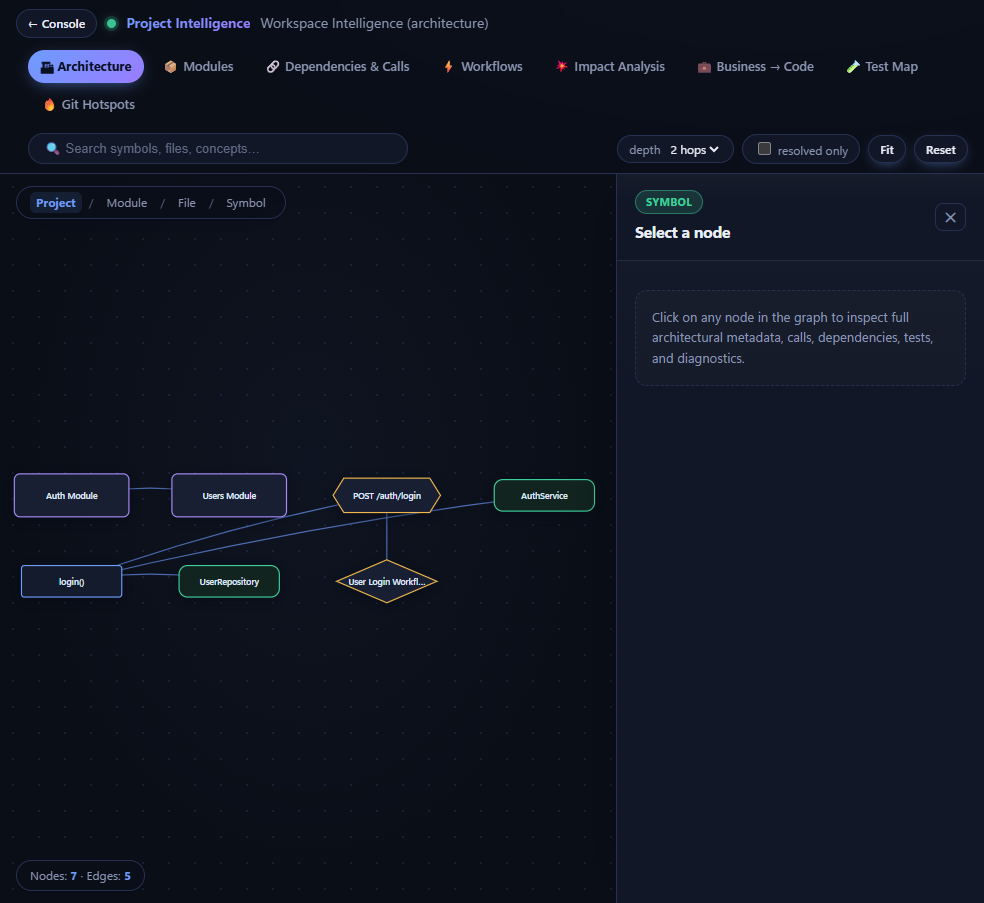 ← Console Project Intelligence Workspace Intelligence (architecture)
Architecture Modules Dependencies & Calls Workflows Impact Analysis Business → Code Test Map
Git Hotspots
Search symbols, files, concepts... depth 2 hops resolved only Fit Reset
Project / Module / File / Symbol
SYMBOL
Select a node
Click on any node in the graph to inspect full
architectural metadata, calls, dependencies, tests,
and diagnostics.
Auth Module Users Module POST /auth/login AuthService
login() UserRepository User Login Workfl...
Nodes: 7 · Edges: 5